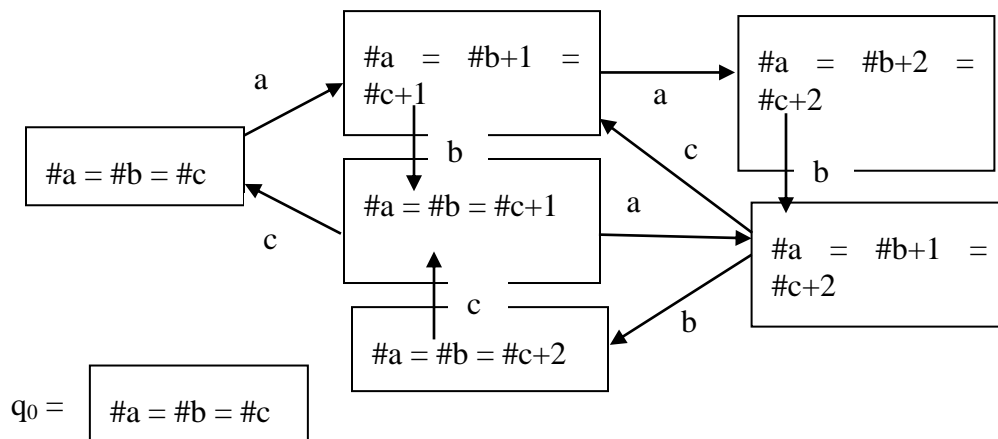 #a = #b+1 =
#c+1
#a = #b+2 =
#c+2
a
a
#a = #b = #c
b
c
b
#a = #b = #c+1
a
c
#a = #b+1 =
#c+2
c
b
#a = #b = #c+2
q0 =
#a = #b = #c